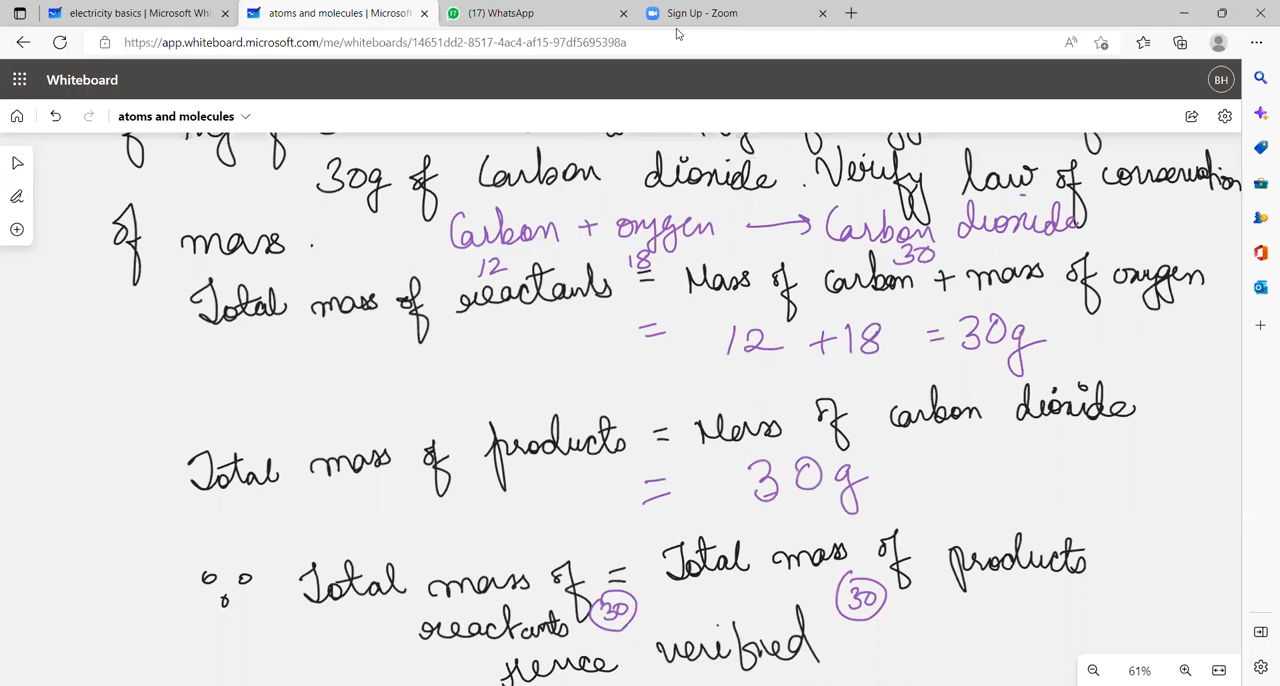 electricity basics | Microsoft Whi
atoms and molecules | Microsof
(17) WhatsApp
Sign Up - Zoom
https://app.whiteboard.microsoft.com/me/whiteboards/14651dd2-8517-4ac4-af15-97df5695398a
Whiteboard
BH
atoms and molecules
30g of Carbon dioxide. Verify law of conservation
of mass.
Carbon + oxygen → Carbon dioxide
12 18 30
Total mass of reactants = Mass of carbon + mass of oxygen
= 12 + 18 = 30g
Total mass of products = Mass of carbon dioxide
= 30g
∵ Total mass of = Total mass of products
reactants 30 30
Hence verified
61%